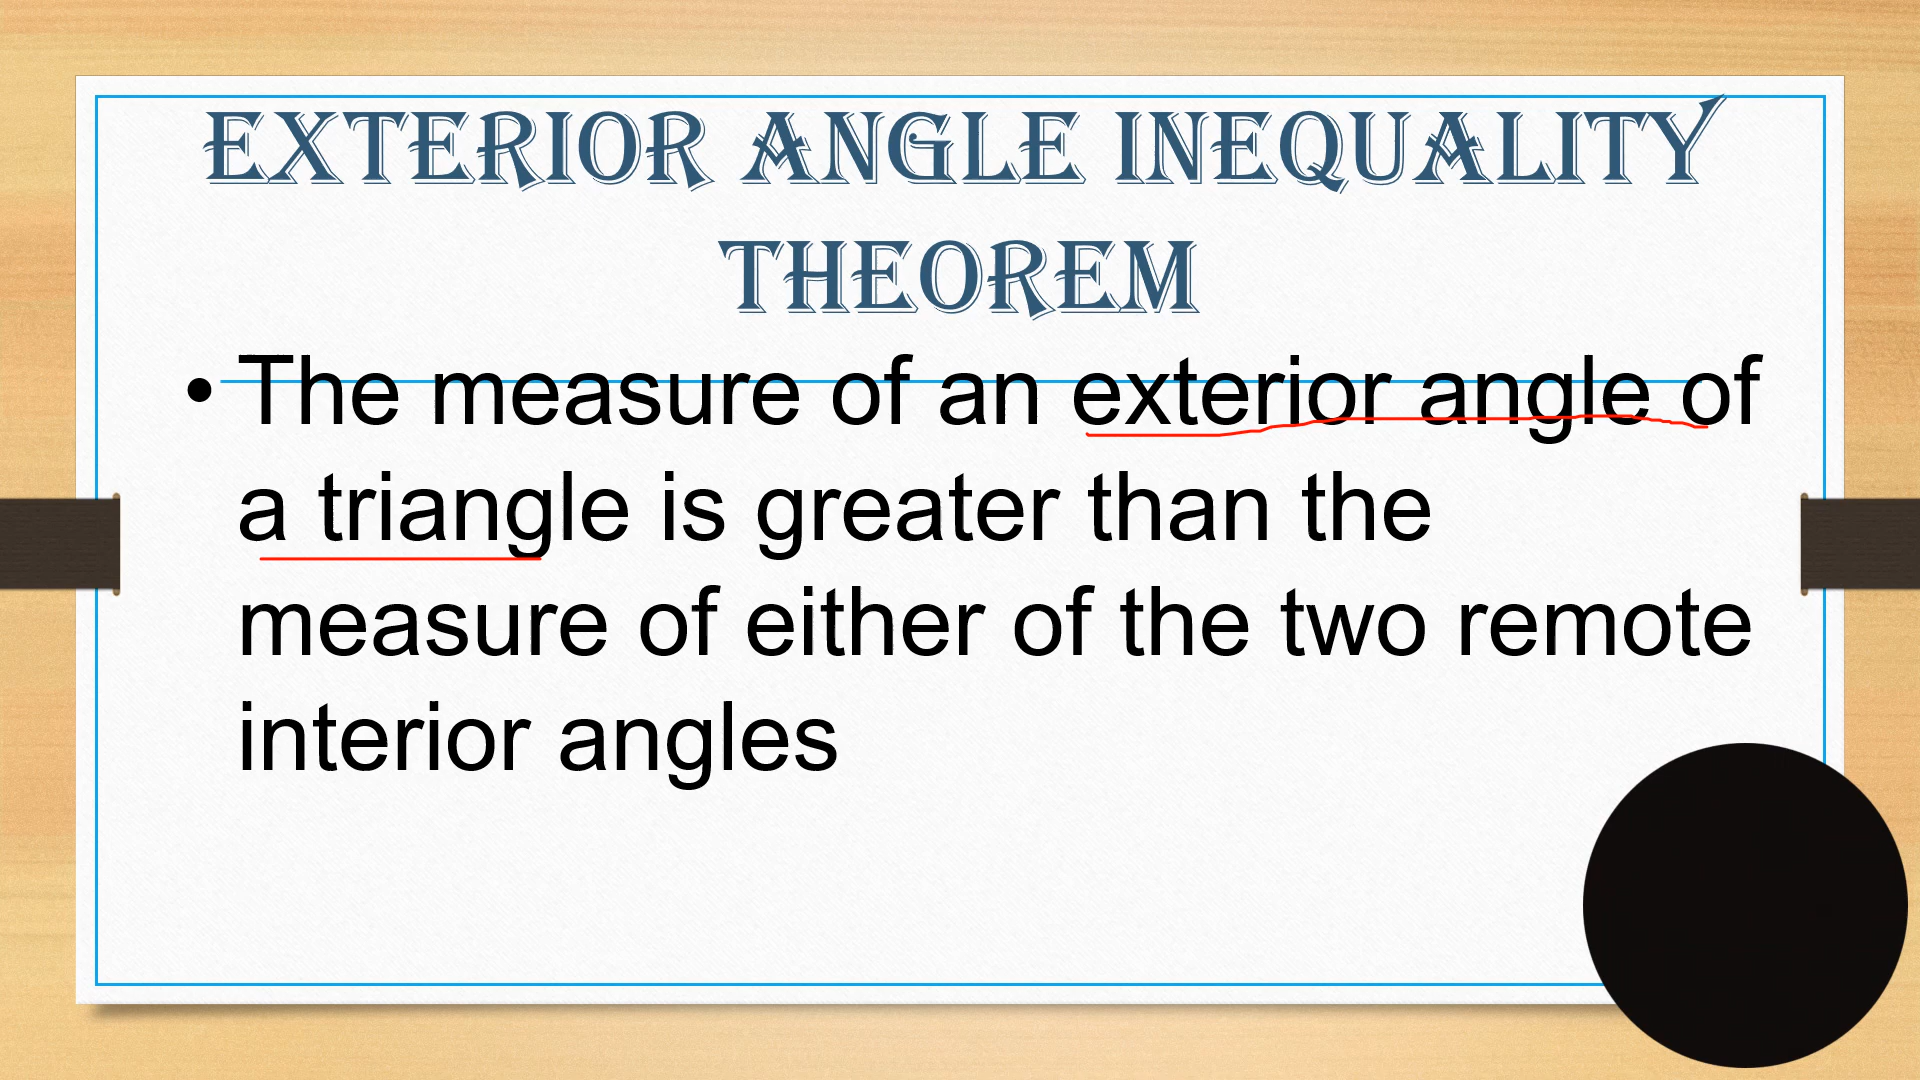 EXTERIOR ANGLE INEQUALITY
THEOREM
• The measure of an exterior angle of
a triangle is greater than the
measure of either of the two remote
interior angles